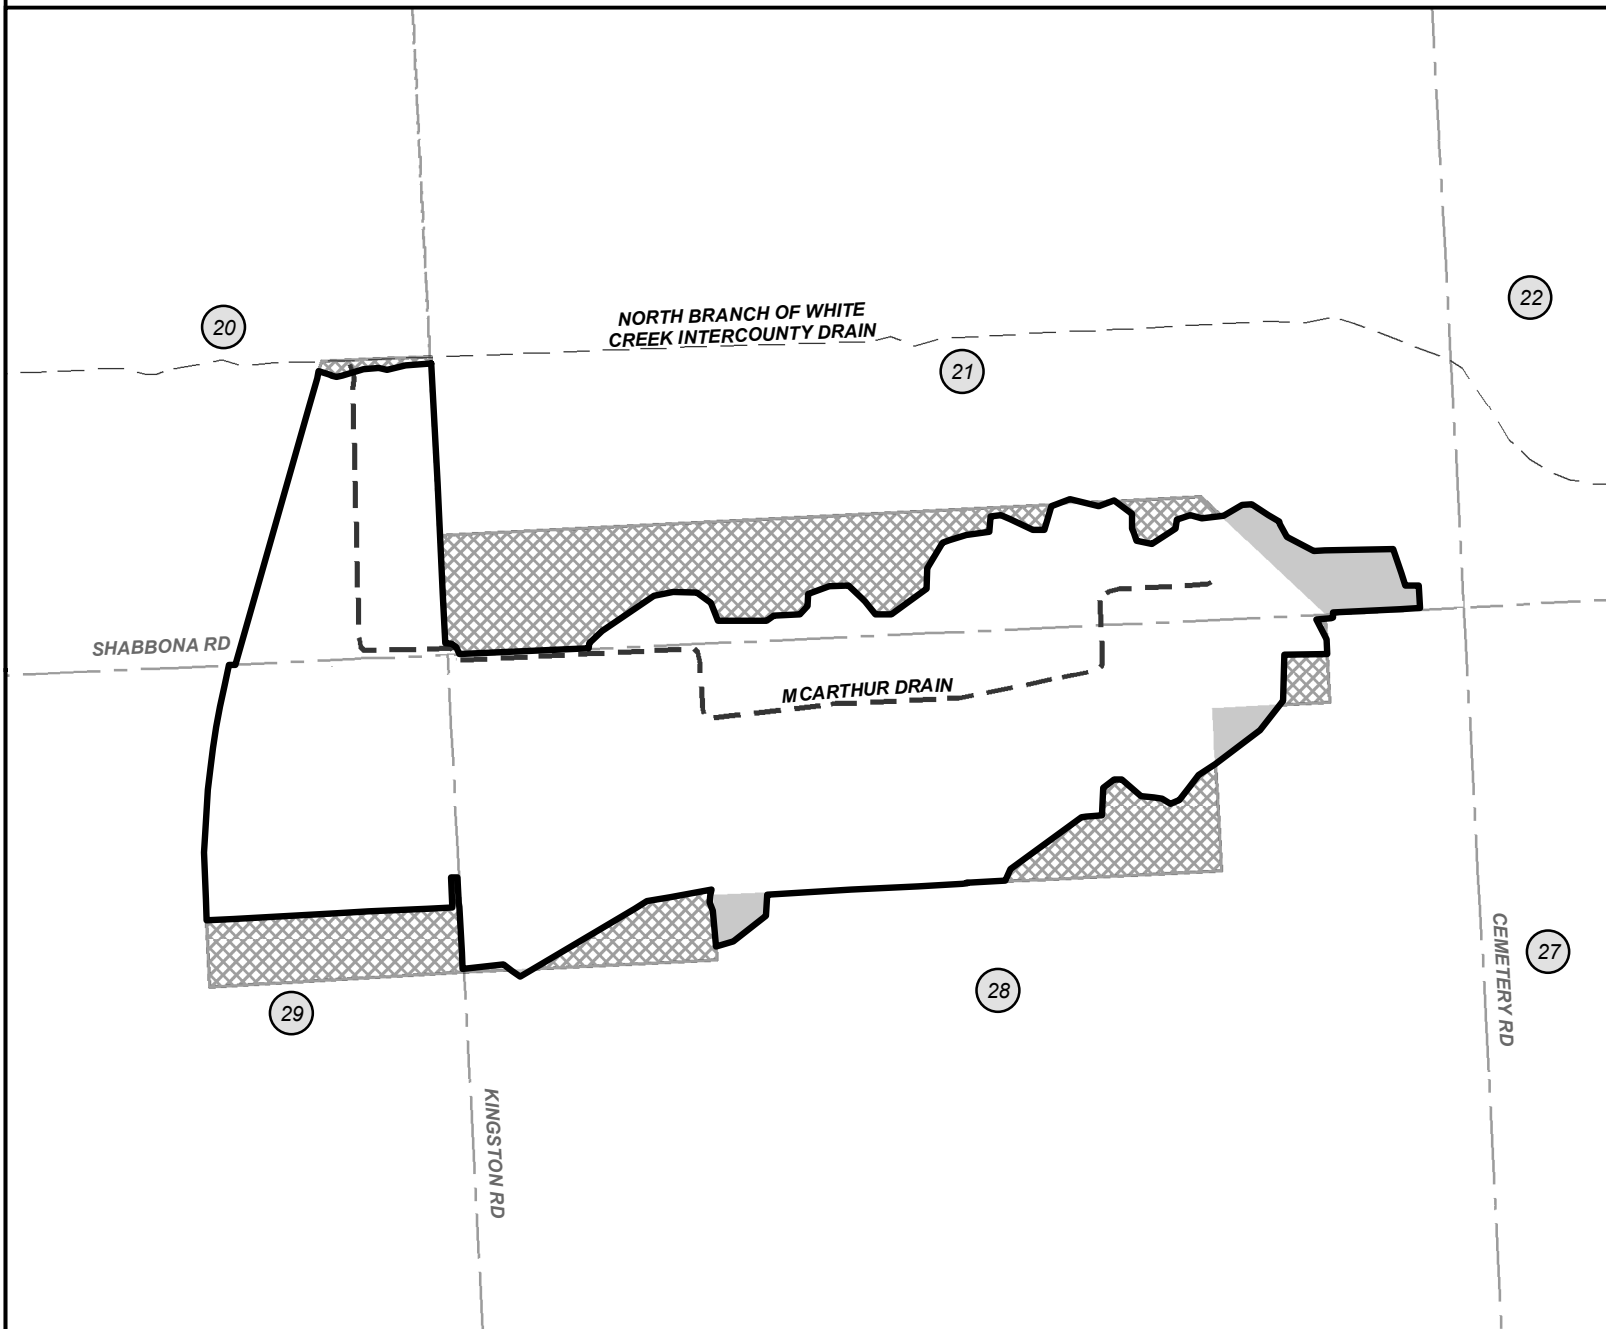 22
NORTH BRANCH OF WHITE
CREEK INTERCOUNTY DRAIN
20
21
SHABBONA RD
MCARTHUR DRAIN
CEMETERY RD
27
28
29
KINGSTON RD